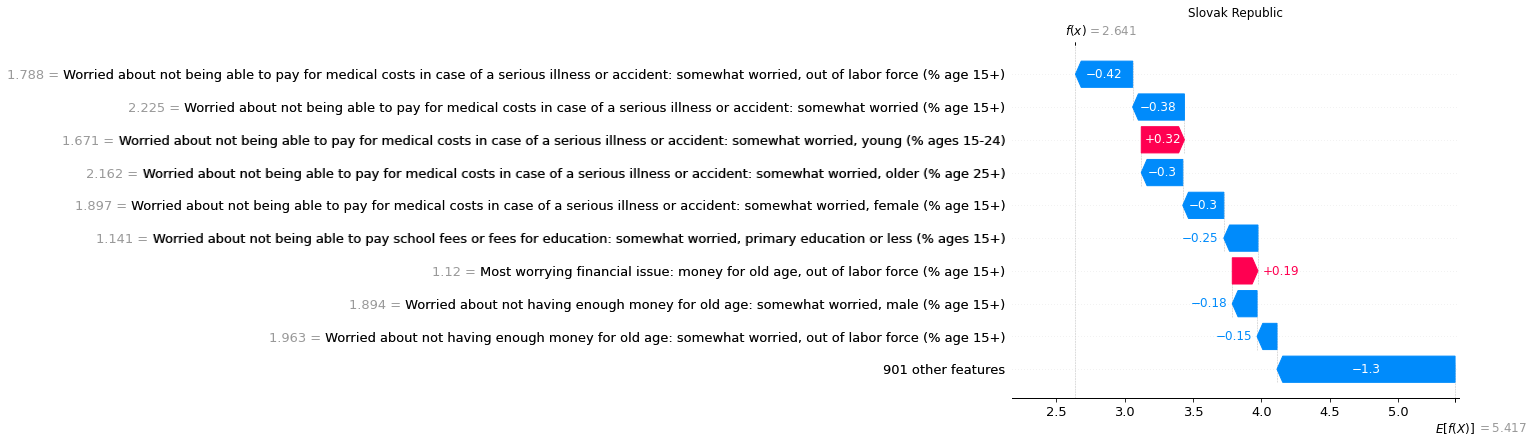 Slovak Republic
f(x) = 2.641
1.788 = Worried about not being able to pay for medical costs in case of a serious illness or accident: somewhat worried, out of labor force (% age 15+) −0.42
2.225 = Worried about not being able to pay for medical costs in case of a serious illness or accident: somewhat worried (% age 15+) −0.38
1.671 = Worried about not being able to pay for medical costs in case of a serious illness or accident: somewhat worried, young (% ages 15-24) +0.32
2.162 = Worried about not being able to pay for medical costs in case of a serious illness or accident: somewhat worried, older (% age 25+) −0.3
1.897 = Worried about not being able to pay for medical costs in case of a serious illness or accident: somewhat worried, female (% age 15+) −0.3
1.141 = Worried about not being able to pay school fees or fees for education: somewhat worried, primary education or less (% ages 15+) −0.25
1.12 = Most worrying financial issue: money for old age, out of labor force (% age 15+) +0.19
1.894 = Worried about not having enough money for old age: somewhat worried, male (% age 15+) −0.18
1.963 = Worried about not having enough money for old age: somewhat worried, out of labor force (% age 15+) −0.15
901 other features −1.3
2.5 3.0 3.5 4.0 4.5 5.0
E[f(X)] = 5.417